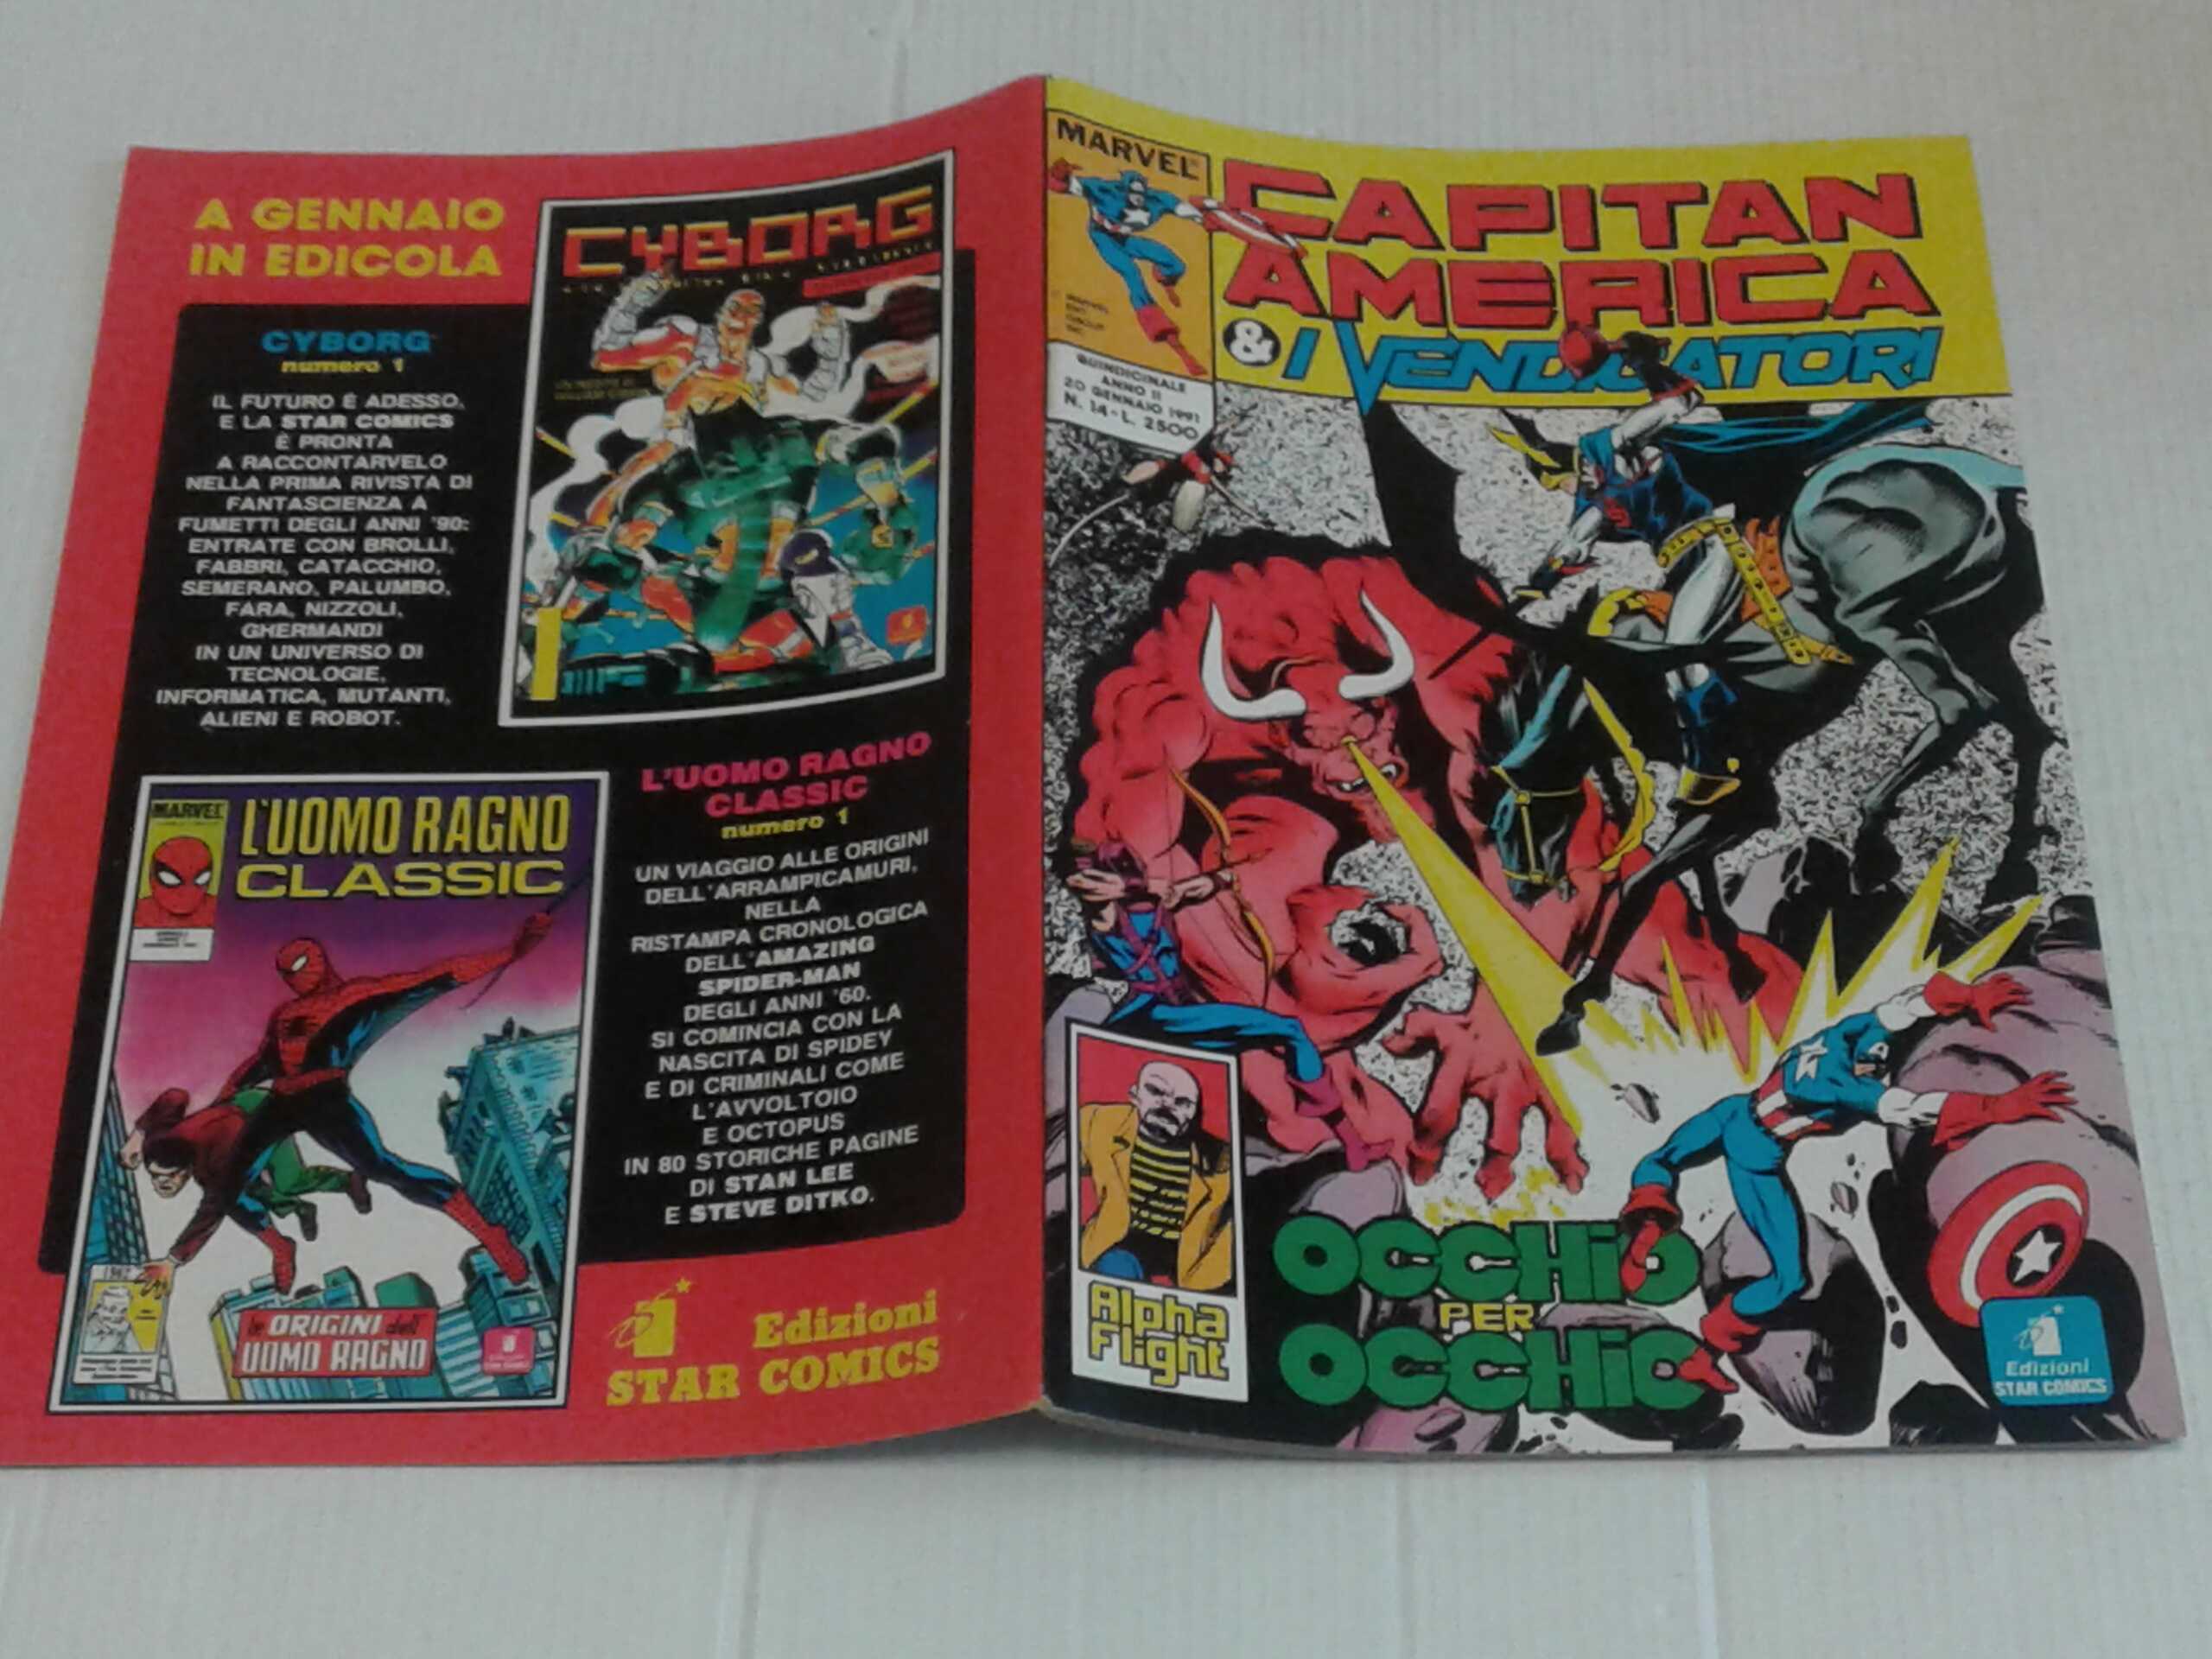 A GENNAIO
IN EDICOLA
CYBORG
numero 1
IL FUTURO È ADESSO,
E LA STAR COMICS
È PRONTA
A RACCONTARVELO
NELLA PRIMA RIVISTA DI
FANTASCIENZA A
FUMETTI DEGLI ANNI '90:
ENTRATE CON BROLLI,
FABBRI, CATACCHIO,
SEMERANO, PALUMBO,
FARA, NIZZOLI,
GHERMANDI
IN UN UNIVERSO DI
TECNOLOGIE,
INFORMATICA, MUTANTI,
ALIENI E ROBOT.
CYBORG
L'UOMO RAGNO
CLASSIC
numero 1
UN VIAGGIO ALLE ORIGINI
DELL'ARRAMPICAMURI,
NELLA
RISTAMPA CRONOLOGICA
DELL'AMAZING
SPIDER-MAN
DEGLI ANNI '60.
SI COMINCIA CON LA
NASCITA DI SPIDEY
E DI CRIMINALI COME
L'AVVOLTOIO
E OCTOPUS
IN 80 STORICHE PAGINE
DI STAN LEE
E STEVE DITKO.
MARVEL
L'UOMO RAGNO
CLASSIC
1962
le ORIGINI dell'
UOMO RAGNO
Edizioni
STAR COMICS
MARVEL
CAPITAN
AMERICA
& I VENDICATORI
QUINDICINALE
ANNO II
20 GENNAIO 1991
N. 14 - L. 2500
Alpha
Flight
OCCHIO
PER
OCCHIO
Edizioni
STAR COMICS